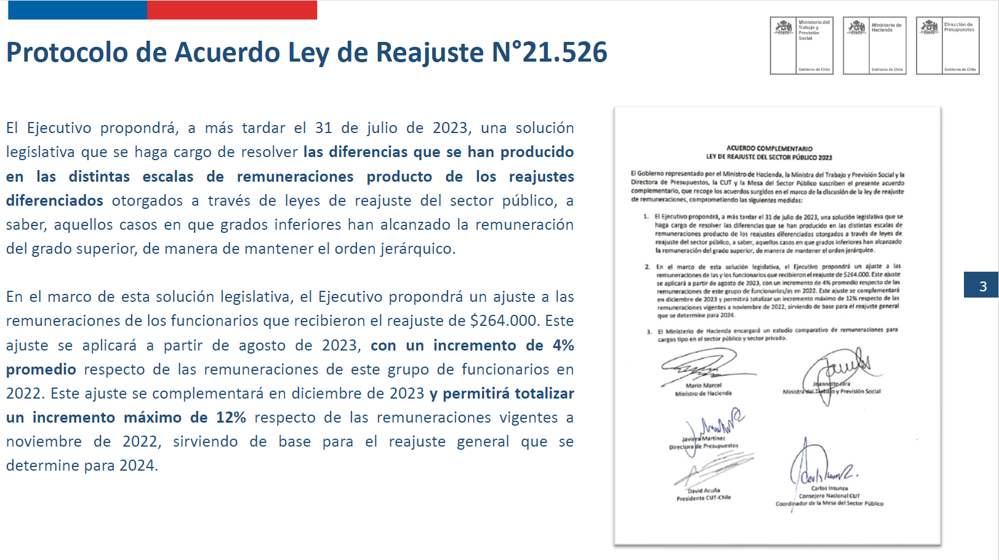 Protocolo de Acuerdo Ley de Reajuste N°21.526
Ministerio del
Trabajo y
Previsión
Social
Gobierno de Chile
Ministerio de
Hacienda
Gobierno de Chile
Dirección de
Presupuestos
Gobierno de Chile
El Ejecutivo propondrá, a más tardar el 31 de julio de 2023, una solución
legislativa que se haga cargo de resolver las diferencias que se han producido
en las distintas escalas de remuneraciones producto de los reajustes
diferenciados otorgados a través de leyes de reajuste del sector público, a
saber, aquellos casos en que grados inferiores han alcanzado la remuneración
del grado superior, de manera de mantener el orden jerárquico.
En el marco de esta solución legislativa, el Ejecutivo propondrá un ajuste a las
remuneraciones de los funcionarios que recibieron el reajuste de $264.000. Este
ajuste se aplicará a partir de agosto de 2023, con un incremento de 4%
promedio respecto de las remuneraciones de este grupo de funcionarios en
2022. Este ajuste se complementará en diciembre de 2023 y permitirá totalizar
un incremento máximo de 12% respecto de las remuneraciones vigentes a
noviembre de 2022, sirviendo de base para el reajuste general que se
determine para 2024.
ACUERDO COMPLEMENTARIO
LEY DE REAJUSTE DEL SECTOR PÚBLICO 2023
El Gobierno representado por el Ministro de Hacienda, la Ministra del Trabajo y Previsión Social y la
Directora de Presupuestos, la CUT y la Mesa del Sector Público suscriben el presente acuerdo
complementario, que recoge los acuerdos surgidos en el marco de la discusión de la ley de reajuste
de remuneraciones, comprometiendo las siguientes medidas:
1. El Ejecutivo propondrá, a más tardar el 31 de julio de 2023, una solución legislativa que se
haga cargo de resolver las diferencias que se han producido en las distintas escalas de
remuneraciones producto de los reajustes diferenciados otorgados a través de leyes de
reajuste del sector público, a saber, aquellos casos en que grados inferiores han alcanzado
la remuneración del grado superior, de manera de mantener el orden jerárquico.
2. En el marco de esta solución legislativa, el Ejecutivo propondrá un ajuste a las
remuneraciones de las y los funcionarios que recibieron el reajuste de $264.000. Este ajuste
se aplicará a partir de agosto de 2023, con un incremento de 4% promedio respecto de las
remuneraciones de este grupo de funcionarios/as en 2022. Este ajuste se complementará
en diciembre de 2023 y permitirá totalizar un incremento máximo de 12% respecto de las
remuneraciones vigentes a noviembre de 2022, sirviendo de base para el reajuste general
que se determine para 2024.
3. El Ministerio de Hacienda encargará un estudio comparativo de remuneraciones para
cargos tipo en el sector público y sector privado.
Mario Marcel
Ministro de Hacienda
Jeannette Jara
Ministra del Trabajo y Previsión Social
Javiera Martínez
Directora de Presupuestos
David Acuña
Presidente CUT-Chile
Carlos Insunza
Consejero Nacional CUT
Coordinador de la Mesa del Sector Público
3